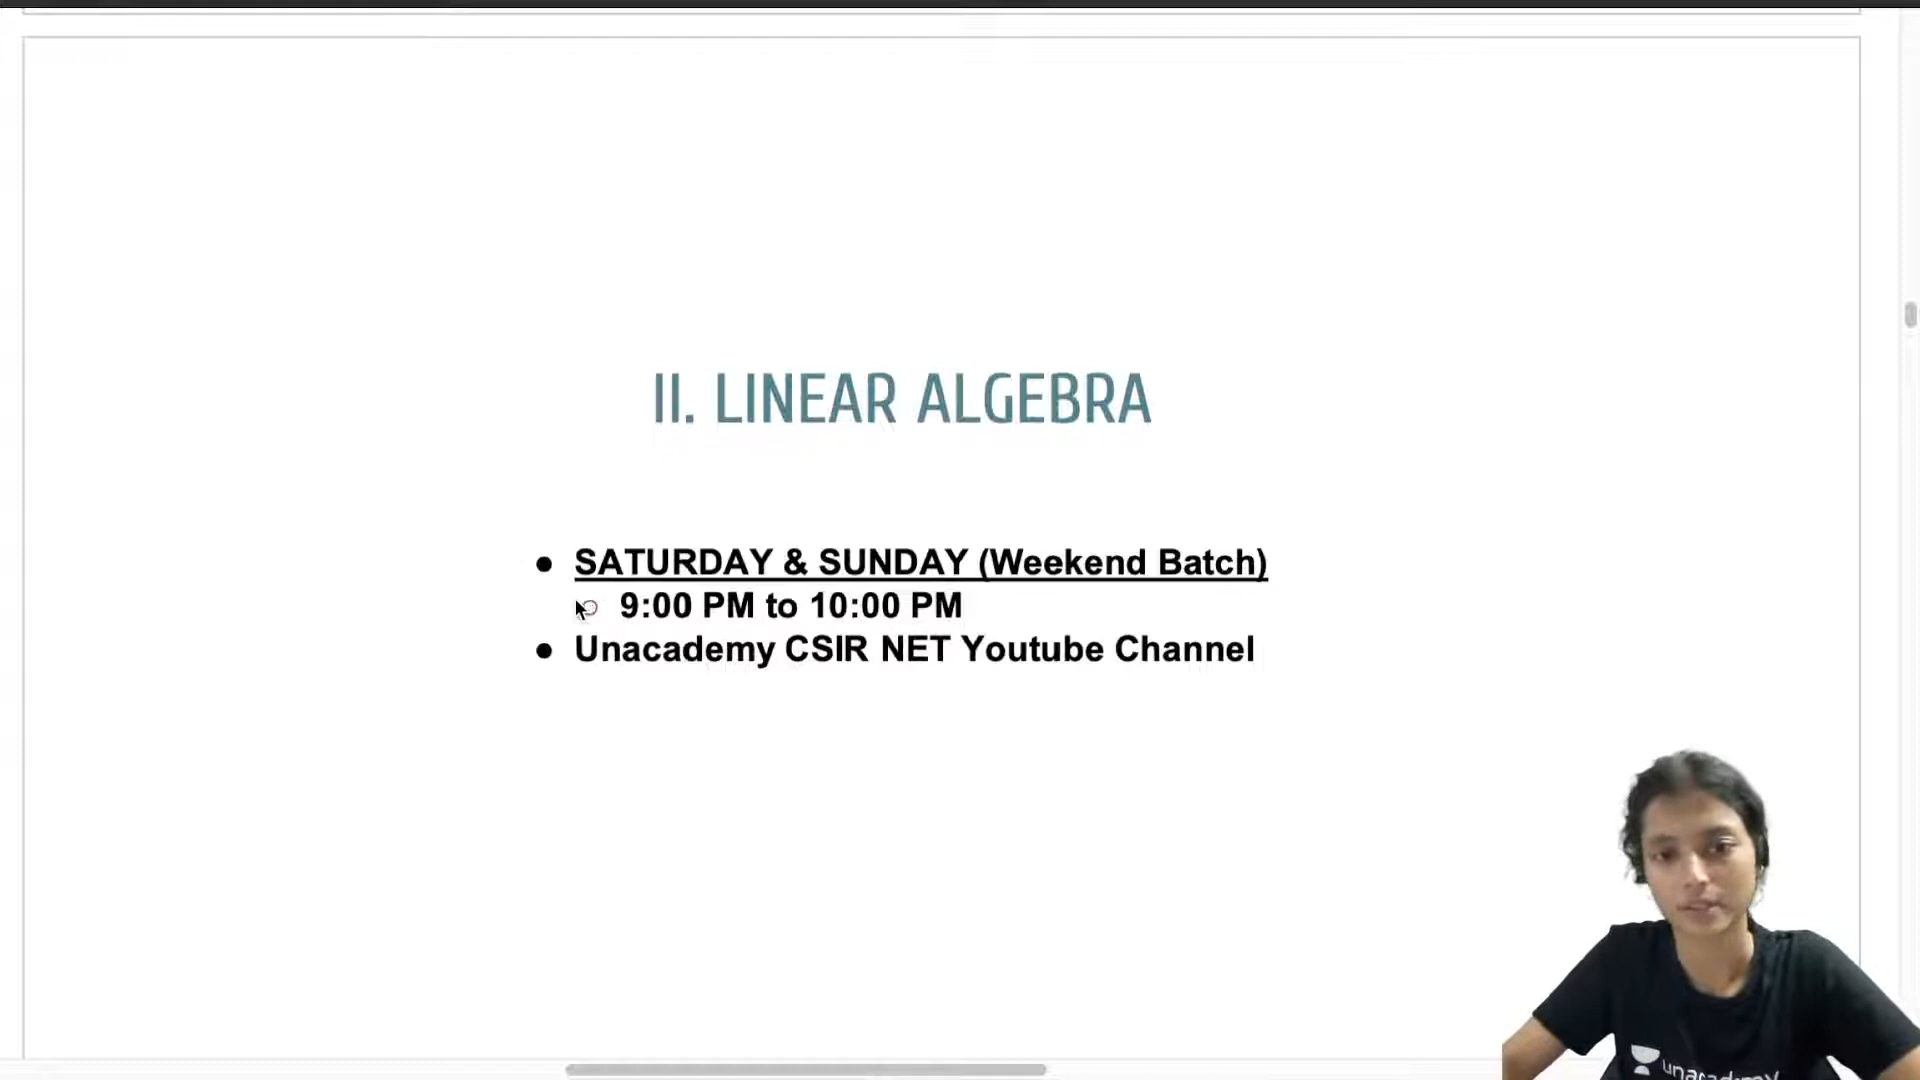 II. LINEAR ALGEBRA
● SATURDAY & SUNDAY (Weekend Batch)
○ 9:00 PM to 10:00 PM
● Unacademy CSIR NET Youtube Channel
unacademy